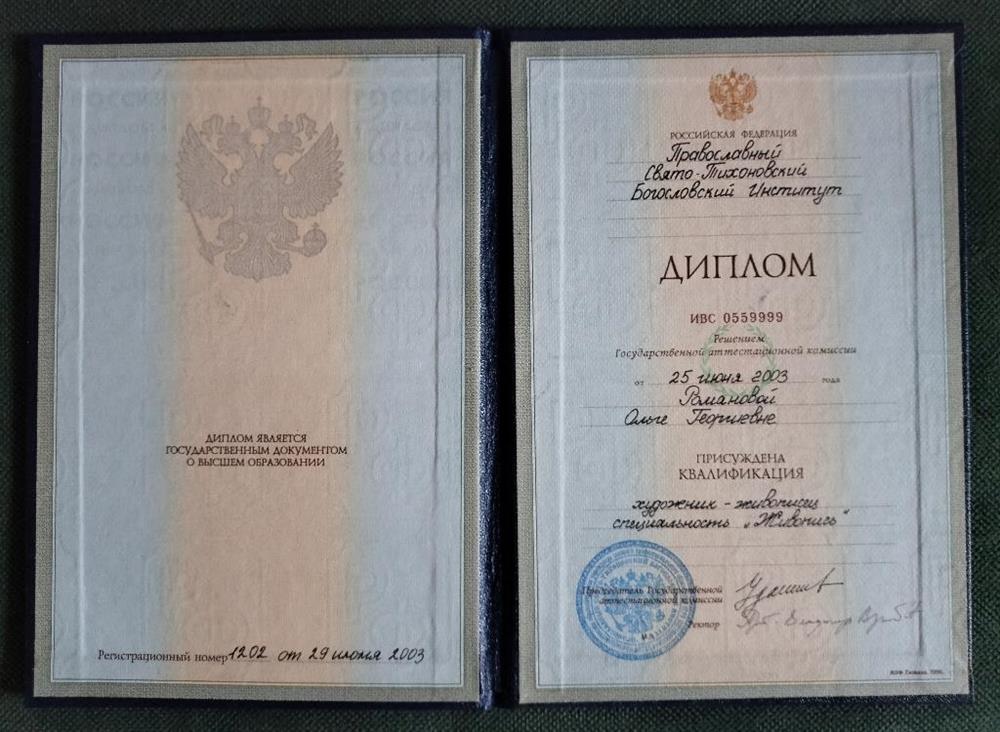 ДИПЛОМ ЯВЛЯЕТСЯ
ГОСУДАРСТВЕННЫМ ДОКУМЕНТОМ
О ВЫСШЕМ ОБРАЗОВАНИИ
Регистрационный номер 1202 от 29 июня 2003
РОССИЙСКАЯ ФЕДЕРАЦИЯ
Православный
Свято-Тихоновский
Богословский Институт
ДИПЛОМ
ИВС 0559999
Решением
Государственной аттестационной комиссии
от 25 июня 2003 года
Романовой
Ольге Георгиевне
ПРИСУЖДЕНА
КВАЛИФИКАЦИЯ
художник - живописец
специальность „Живопись"
Председатель Государственной
аттестационной комиссии
Ректор